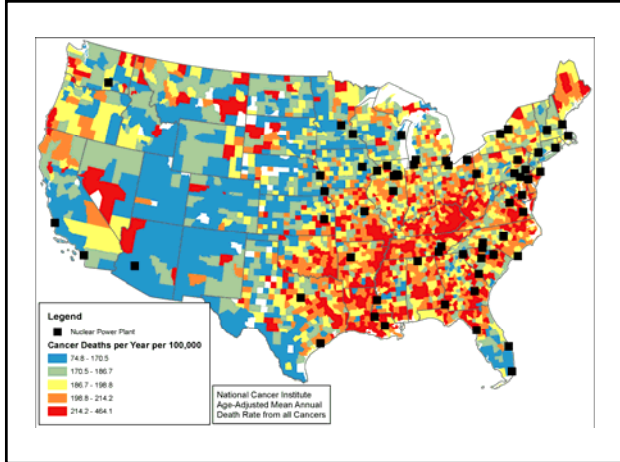 Legend
Nuclear Power Plant
Cancer Deaths per Year per 100,000
74.8 - 170.5
170.5 - 186.7
186.7 - 198.8
198.8 - 214.2
214.2 - 464.1
National Cancer Institute
Age-Adjusted Mean Annual
Death Rate from all Cancers